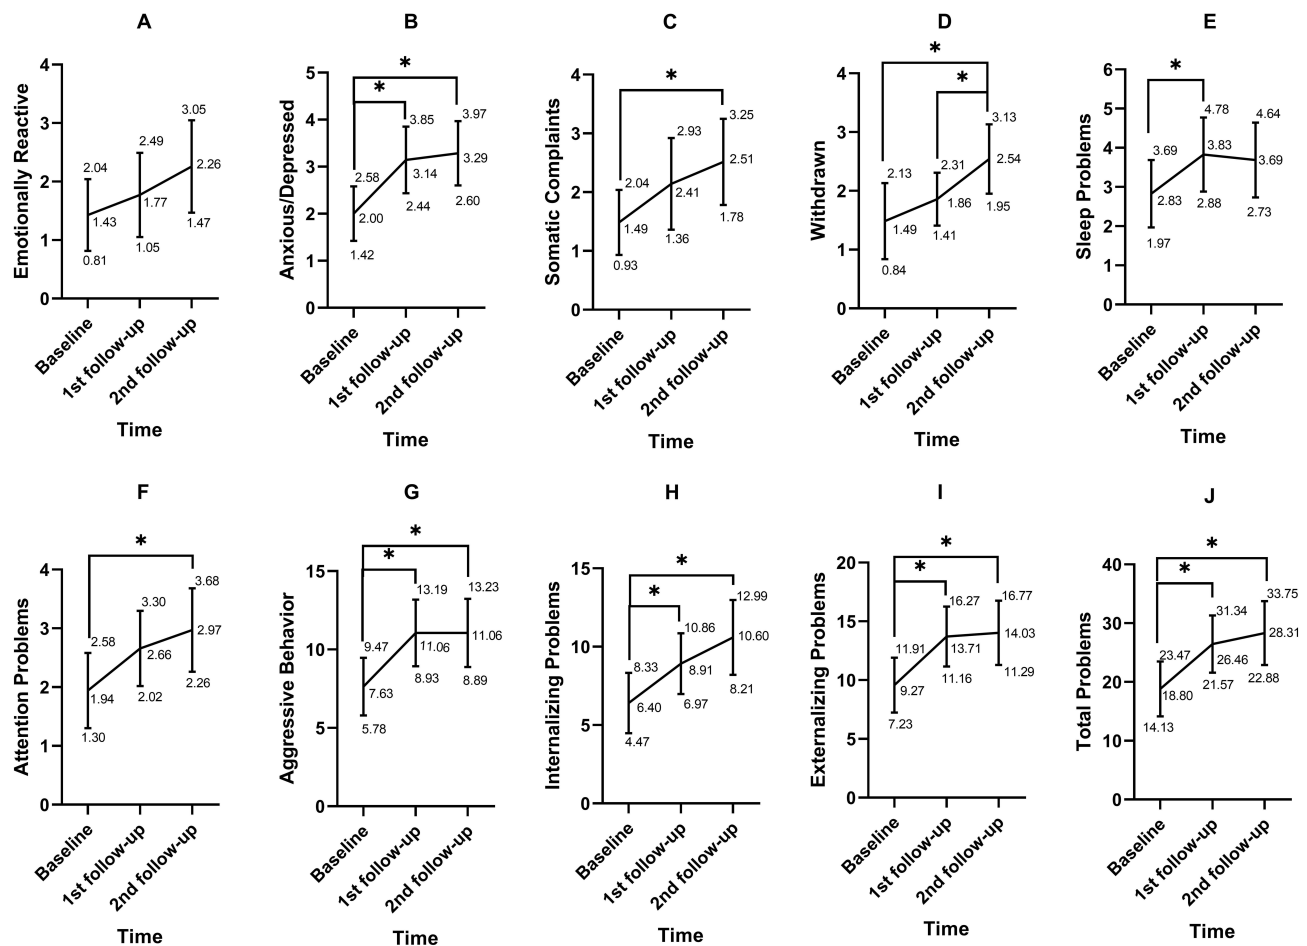 A
Emotionally Reactive
4
3
2
1
0
2.04
1.43
0.81
2.49
1.77
1.05
3.05
2.26
1.47
Baseline
1st follow-up
2nd follow-up
Time
B
Anxious/Depressed
5
4
3
2
1
0
*
*
2.58
2.00
1.42
3.85
3.14
2.44
3.97
3.29
2.60
Baseline
1st follow-up
2nd follow-up
Time
C
Somatic Complaints
4
3
2
1
0
*
2.04
1.49
0.93
2.93
2.41
1.36
3.25
2.51
1.78
Baseline
1st follow-up
2nd follow-up
Time
D
Withdrawn
4
3
2
1
0
*
*
2.13
1.49
0.84
2.31
1.86
1.41
3.13
2.54
1.95
Baseline
1st follow-up
2nd follow-up
Time
E
Sleep Problems
6
5
4
3
2
1
0
*
3.69
2.83
1.97
4.78
3.83
2.88
4.64
3.69
2.73
Baseline
1st follow-up
2nd follow-up
Time
F
Attention Problems
4
3
2
1
0
*
2.58
1.94
1.30
3.30
2.66
2.02
3.68
2.97
2.26
Baseline
1st follow-up
2nd follow-up
Time
G
Aggressive Behavior
15
10
5
0
*
*
9.47
7.63
5.78
13.19
11.06
8.93
13.23
11.06
8.89
Baseline
1st follow-up
2nd follow-up
Time
H
Internalizing Problems
15
10
5
0
*
*
8.33
6.40
4.47
10.86
8.91
6.97
12.99
10.60
8.21
Baseline
1st follow-up
2nd follow-up
Time
I
Externalizing Problems
20
15
10
5
0
*
*
11.91
9.27
7.23
16.27
13.71
11.16
16.77
14.03
11.29
Baseline
1st follow-up
2nd follow-up
Time
J
Total Problems
40
30
20
10
0
*
*
23.47
18.80
14.13
31.34
26.46
21.57
33.75
28.31
22.88
Baseline
1st follow-up
2nd follow-up
Time